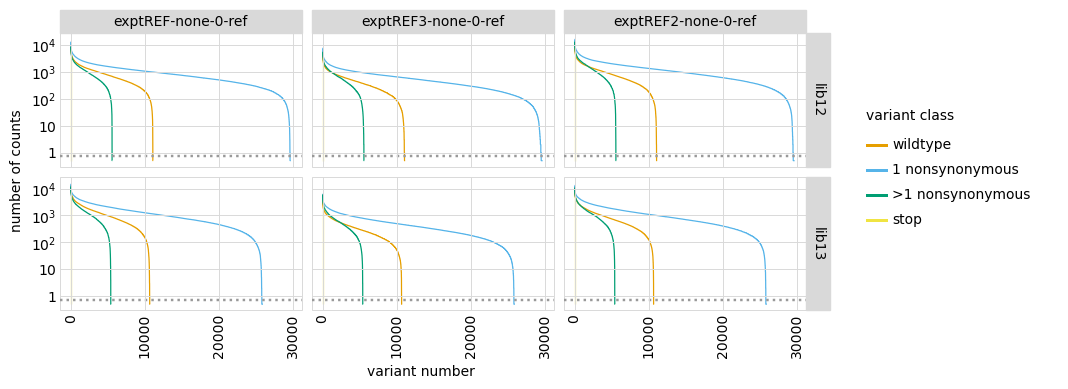 exptREF-none-0-ref exptREF3-none-0-ref exptREF2-none-0-ref
number of counts
10⁴
10³
10²
10
1
lib12
10⁴
10³
10²
10
1
lib13
0 10000 20000 30000 0 10000 20000 30000 0 10000 20000 30000
variant number
variant class
wildtype
1 nonsynonymous
>1 nonsynonymous
stop